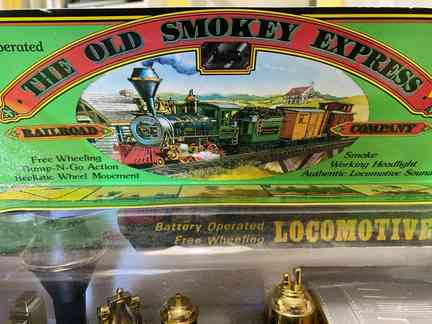 perated
THE OLD SMOKEY EXPRESS
RAILROAD COMPANY
Free Wheeling
Bump-N-Go Action
Realistic Wheel Movement
Smoke
Working Headlight
Authentic Locomotive Sound
Battery Operated
Free Wheeling
LOCOMOTIVE